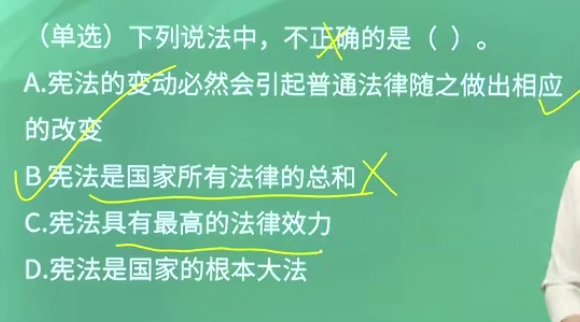 （单选）下列说法中，不正确的是（ ）。
A.宪法的变动必然会引起普通法律随之做出相应
的改变
B.宪法是国家所有法律的总和
C.宪法具有最高的法律效力
D.宪法是国家的根本大法